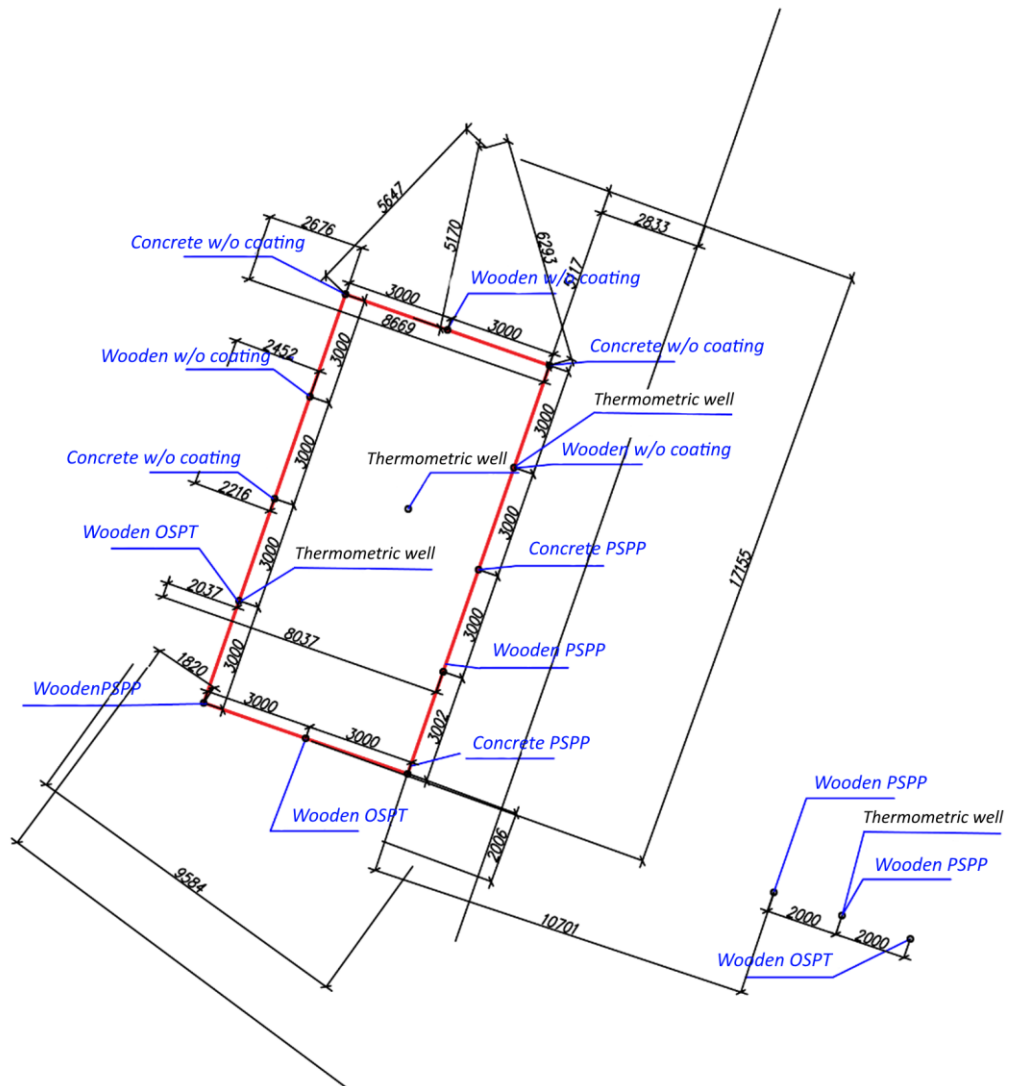 5647
2676
5170
6293
2833
Concrete w/o coating
5117
Wooden w/o coating
3000
8669
3000
3000
2452
Wooden w/o coating
Concrete w/o coating
Thermometric well
3000
3000
Concrete w/o coating
Thermometric well
Wooden w/o coating
2216
3000
Wooden OSPT
Thermometric well
3000
Concrete PSPP
17155
2037
8037
3000
1820
3000
Wooden PSPP
WoodenPSPP
3000
3000
3002
Concrete PSPP
Wooden OSPT
Wooden PSPP
Thermometric well
2006
Wooden PSPP
9584
10701
2000
2000
Wooden OSPT